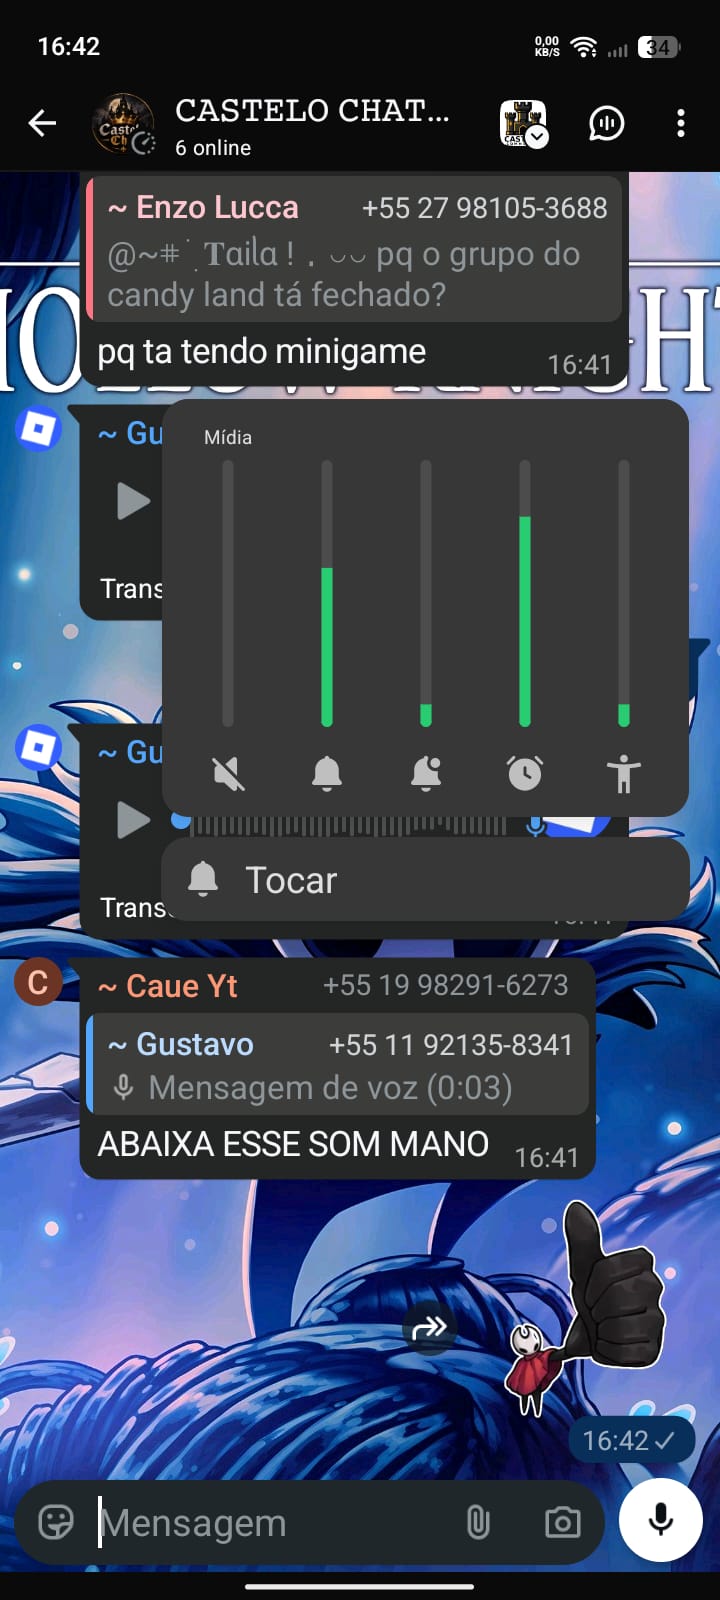 16:42
0,00
KB/S
34
CASTELO CHAT...
6 online
~ Enzo Lucca +55 27 98105-3688
pq o grupo do
candy land tá fechado?
pq ta tendo minigame 16:41
~ Gu
Mídia
Trans
~ Gu
Tocar
Trans
~ Caue Yt +55 19 98291-6273
~ Gustavo +55 11 92135-8341
Mensagem de voz (0:03)
ABAIXA ESSE SOM MANO 16:41
16:42
Mensagem